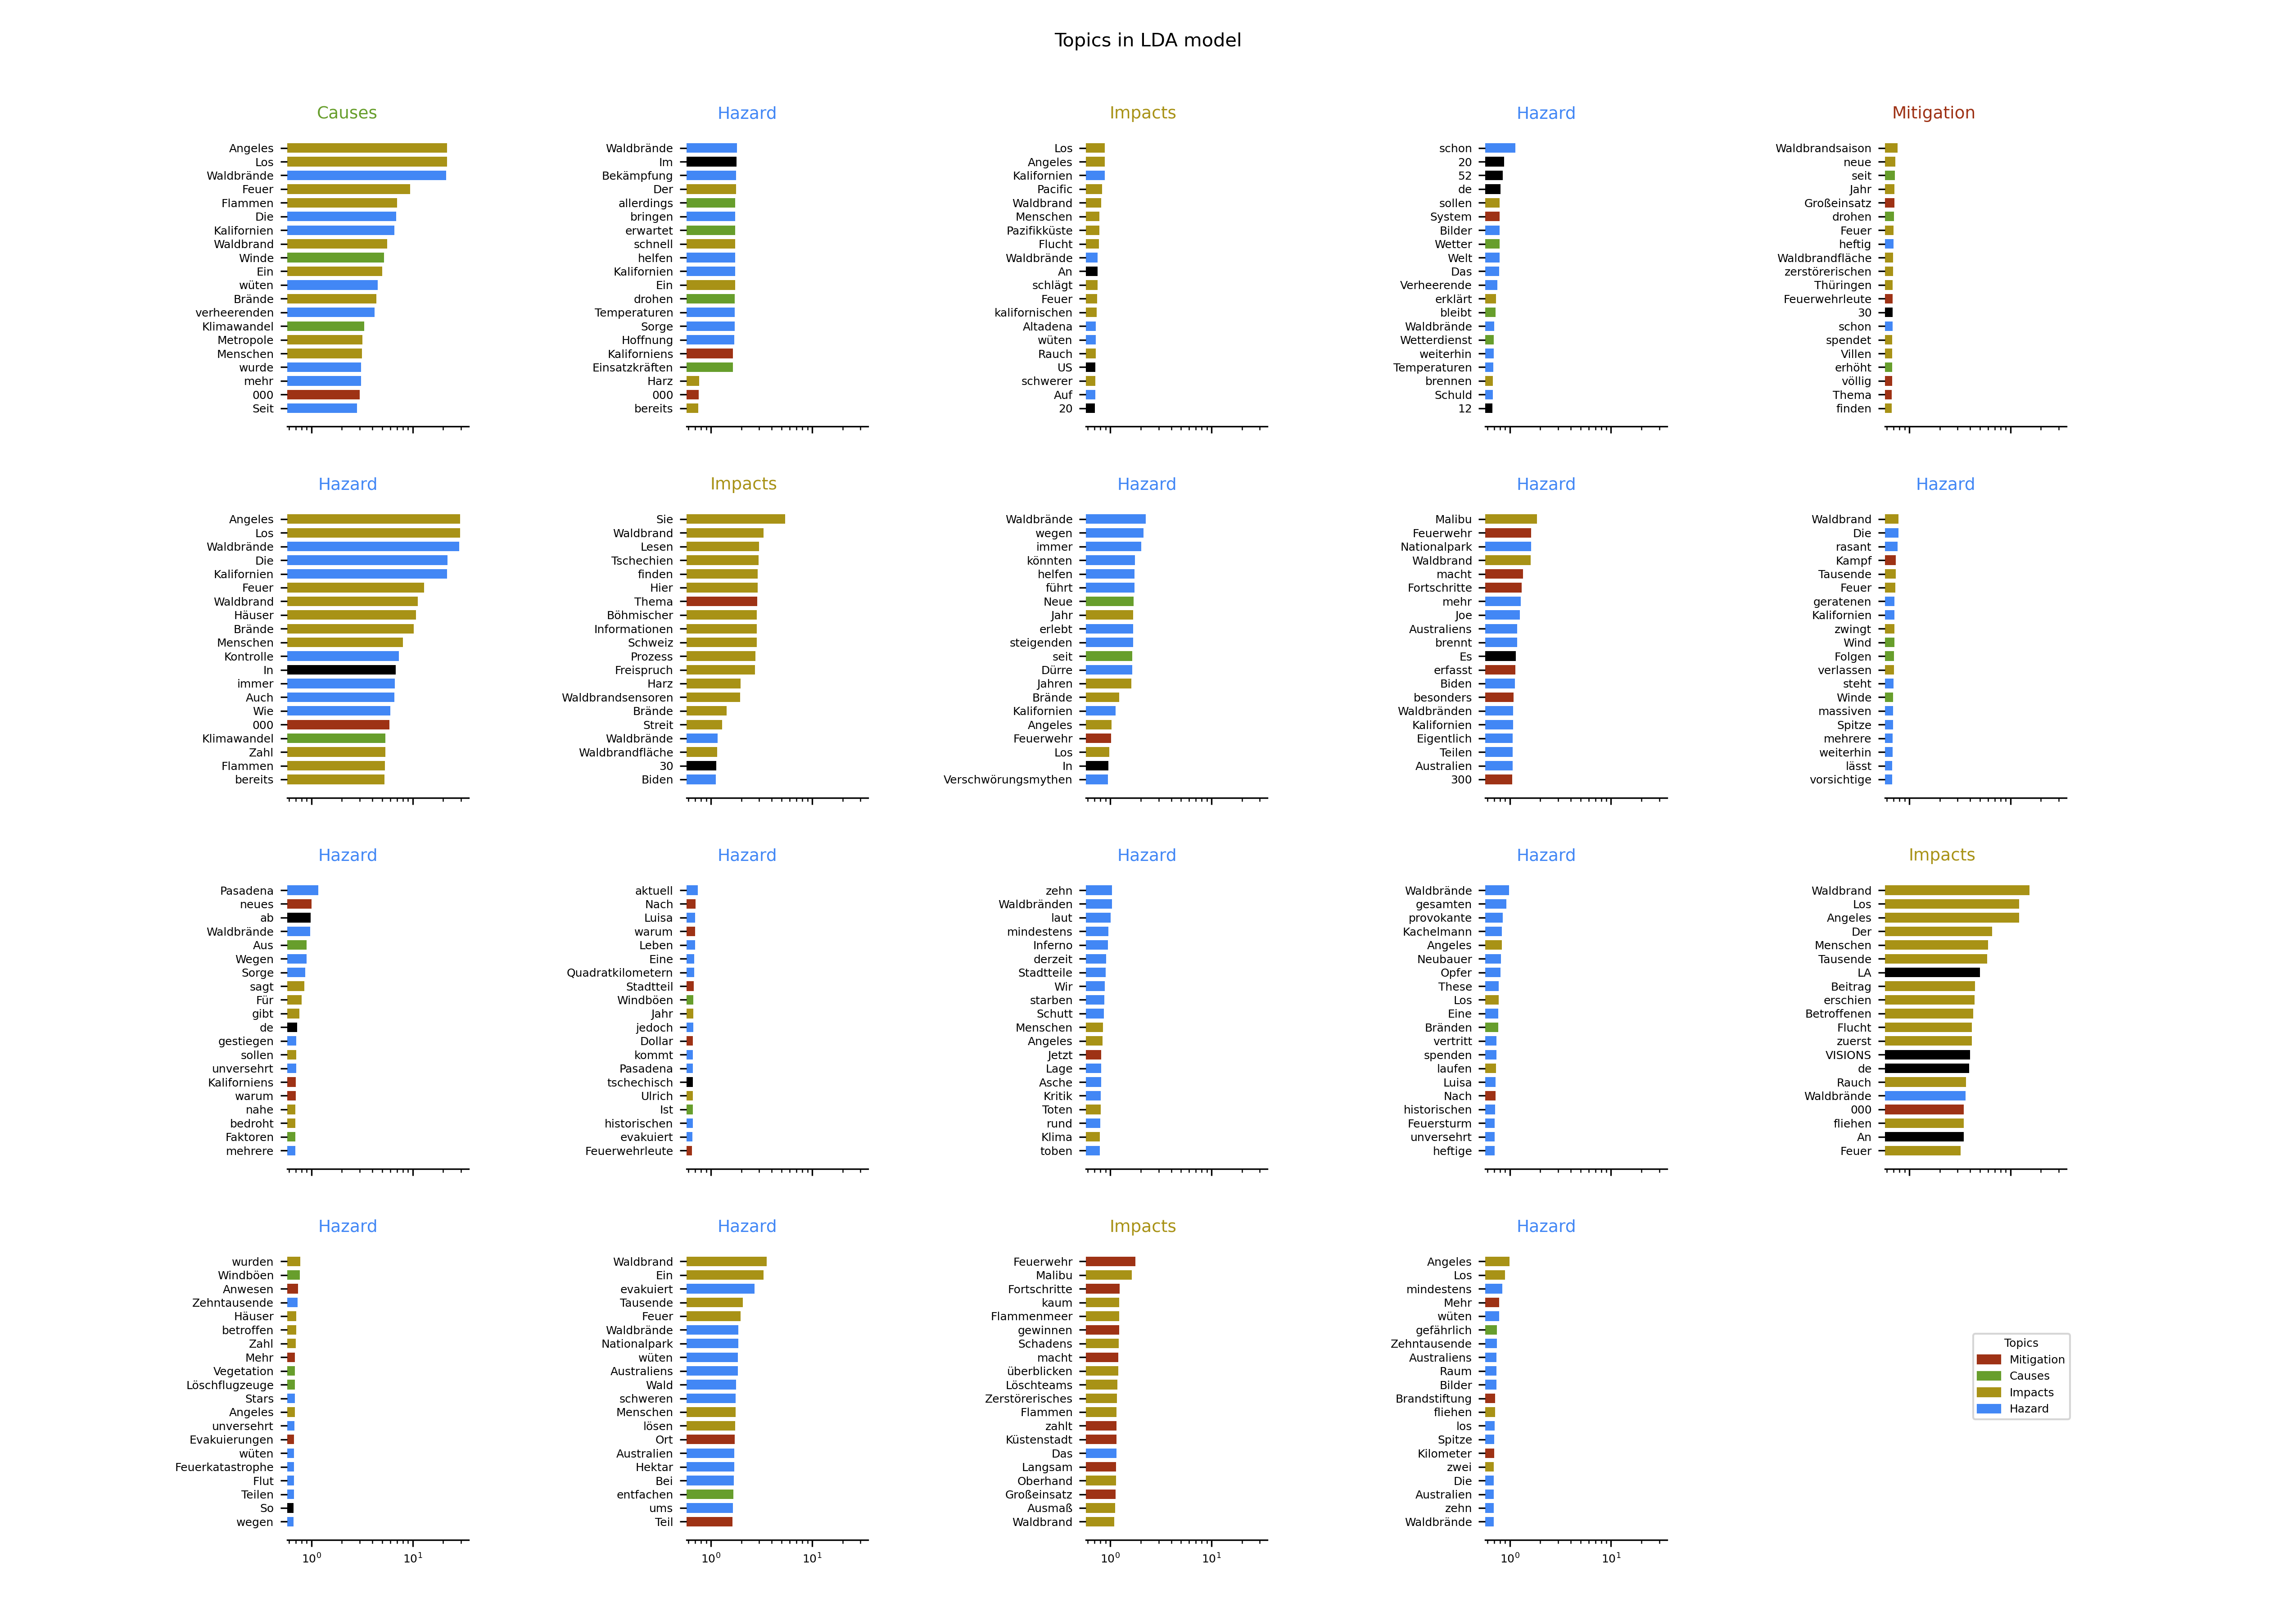 Topics in LDA model
Causes
Angeles
Los
Waldbrände
Feuer
Flammen
Die
Kalifornien
Waldbrand
Winde
Ein
wüten
Brände
verheerenden
Klimawandel
Metropole
Menschen
wurde
mehr
000
Seit
Hazard
Waldbrände
Im
Bekämpfung
Der
allerdings
bringen
erwartet
schnell
helfen
Kalifornien
Ein
drohen
Temperaturen
Sorge
Hoffnung
Kaliforniens
Einsatzkräften
Harz
000
bereits
Impacts
Los
Angeles
Kalifornien
Pacific
Waldbrand
Menschen
Pazifikküste
Flucht
Waldbrände
An
schlägt
Feuer
kalifornischen
Altadena
wüten
Rauch
US
schwerer
Auf
20
Hazard
schon
20
52
de
sollen
System
Bilder
Wetter
Welt
Das
Verheerende
erklärt
bleibt
Waldbrände
Wetterdienst
weiterhin
Temperaturen
brennen
Schuld
12
Mitigation
Waldbrandsaison
neue
seit
Jahr
Großeinsatz
drohen
Feuer
heftig
Waldbrandfläche
zerstörerischen
Thüringen
Feuerwehrleute
30
schon
spendet
Villen
erhöht
völlig
Thema
finden
Hazard
Angeles
Los
Waldbrände
Die
Kalifornien
Feuer
Waldbrand
Häuser
Brände
Menschen
Kontrolle
In
immer
Auch
Wie
000
Klimawandel
Zahl
Flammen
bereits
Impacts
Sie
Waldbrand
Lesen
Tschechien
finden
Hier
Thema
Böhmischer
Informationen
Schweiz
Prozess
Freispruch
Harz
Waldbrandsensoren
Brände
Streit
Waldbrände
Waldbrandfläche
30
Biden
Hazard
Waldbrände
wegen
immer
könnten
helfen
führt
Neue
Jahr
erlebt
steigenden
seit
Dürre
Jahren
Brände
Kalifornien
Angeles
Feuerwehr
Los
In
Verschwörungsmythen
Hazard
Malibu
Feuerwehr
Nationalpark
Waldbrand
macht
Fortschritte
mehr
Joe
Australiens
brennt
Es
erfasst
Biden
besonders
Waldbränden
Kalifornien
Eigentlich
Teilen
Australien
300
Hazard
Waldbrand
Die
rasant
Kampf
Tausende
Feuer
geratenen
Kalifornien
zwingt
Wind
Folgen
verlassen
steht
Winde
massiven
Spitze
mehrere
weiterhin
lässt
vorsichtige
Hazard
Pasadena
neues
ab
Waldbrände
Aus
Wegen
Sorge
sagt
Für
gibt
de
gestiegen
sollen
unversehrt
Kaliforniens
warum
nahe
bedroht
Faktoren
mehrere
Hazard
aktuell
Nach
Luisa
warum
Leben
Eine
Quadratkilometern
Stadtteil
Windböen
Jahr
jedoch
Dollar
kommt
Pasadena
tschechisch
Ulrich
Ist
historischen
evakuiert
Feuerwehrleute
Hazard
zehn
Waldbränden
laut
mindestens
Inferno
derzeit
Stadtteile
Wir
starben
Schutt
Menschen
Angeles
Jetzt
Lage
Asche
Kritik
Toten
rund
Klima
toben
Hazard
Waldbrände
gesamten
provokante
Kachelmann
Angeles
Neubauer
Opfer
These
Los
Eine
Bränden
vertritt
spenden
laufen
Luisa
Nach
historischen
Feuersturm
unversehrt
heftige
Impacts
Waldbrand
Los
Angeles
Der
Menschen
Tausende
LA
Beitrag
erschien
Betroffenen
Flucht
zuerst
VISIONS
de
Rauch
Waldbrände
000
fliehen
An
Feuer
Hazard
wurden
Windböen
Anwesen
Zehntausende
Häuser
betroffen
Zahl
Mehr
Vegetation
Löschflugzeuge
Stars
Angeles
unversehrt
Evakuierungen
wüten
Feuerkatastrophe
Flut
Teilen
So
wegen
10⁰ 10¹
Hazard
Waldbrand
Ein
evakuiert
Tausende
Feuer
Waldbrände
Nationalpark
wüten
Australiens
Wald
schweren
Menschen
lösen
Ort
Australien
Hektar
Bei
entfachen
ums
Teil
10⁰ 10¹
Impacts
Feuerwehr
Malibu
Fortschritte
kaum
Flammenmeer
gewinnen
Schadens
macht
überblicken
Löschteams
Zerstörerisches
Flammen
zahlt
Küstenstadt
Das
Langsam
Oberhand
Großeinsatz
Ausmaß
Waldbrand
10⁰ 10¹
Hazard
Angeles
Los
mindestens
Mehr
wüten
gefährlich
Zehntausende
Australiens
Raum
Bilder
Brandstiftung
fliehen
los
Spitze
Kilometer
zwei
Die
Australien
zehn
Waldbrände
10⁰ 10¹
Topics
Mitigation
Causes
Impacts
Hazard